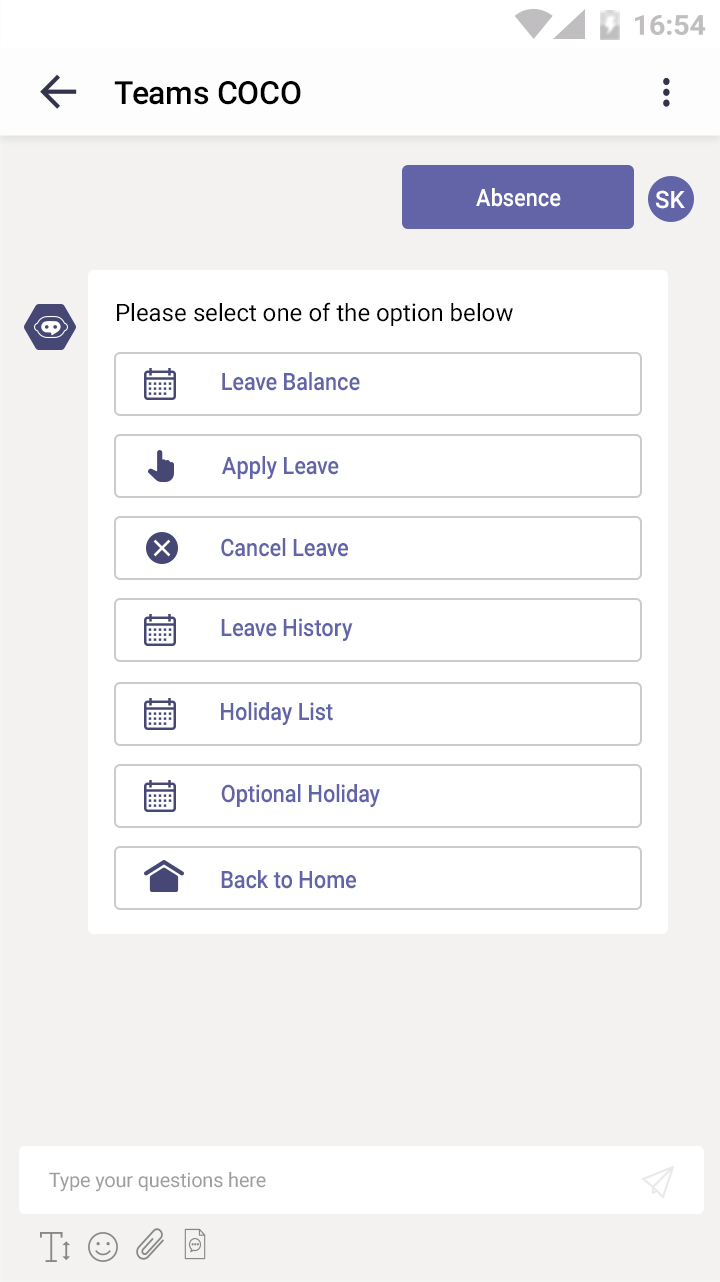 16:54
Teams COCO
Absence
SK
Please select one of the option below
Leave Balance
Apply Leave
Cancel Leave
Leave History
Holiday List
Optional Holiday
Back to Home
Type your questions here